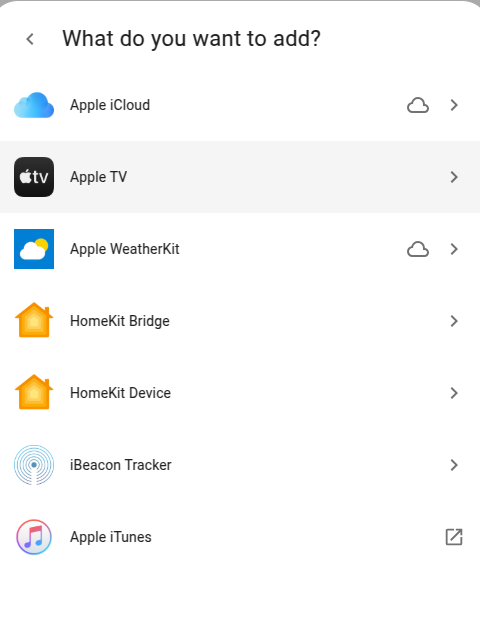 What do you want to add?
Apple iCloud
tv
Apple TV
Apple WeatherKit
HomeKit Bridge
HomeKit Device
iBeacon Tracker
Apple iTunes